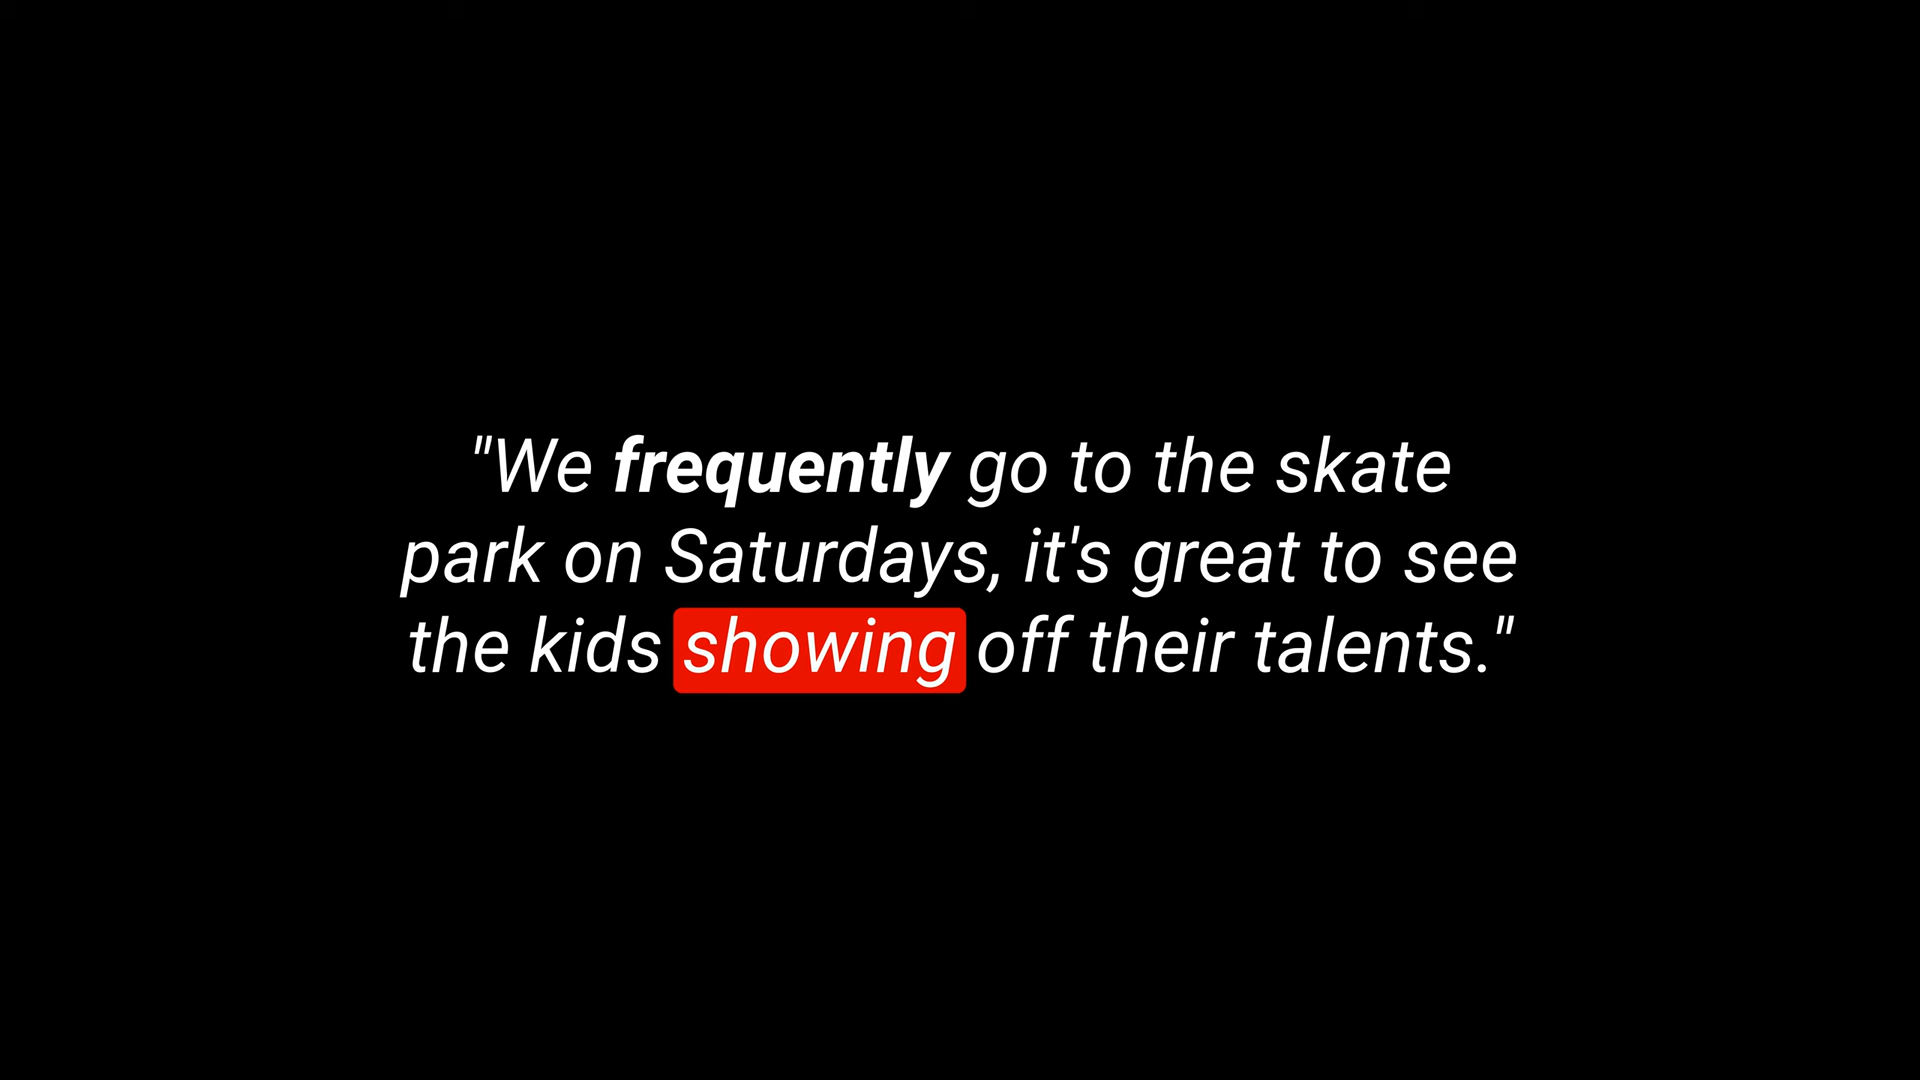 "We frequently go to the skate
park on Saturdays, it's great to see
the kids showing off their talents."